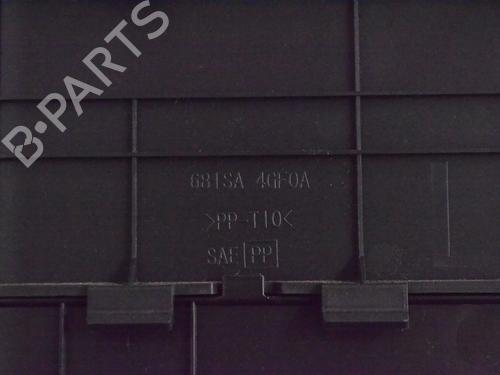 B-PARTS
681SA 4GF0A
>PP-T10<
SAE PP